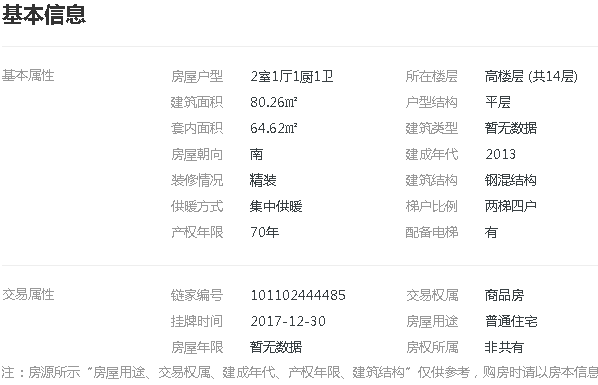 基本信息
基本属性 房屋户型 2室1厅1厨1卫 所在楼层 高楼层 (共14层)
建筑面积 80.26㎡ 户型结构 平层
套内面积 64.62㎡ 建筑类型 暂无数据
房屋朝向 南 建成年代 2013
装修情况 精装 建筑结构 钢混结构
供暖方式 集中供暖 梯户比例 两梯四户
产权年限 70年 配备电梯 有
交易属性 链家编号 101102444485 交易权属 商品房
挂牌时间 2017-12-30 房屋用途 普通住宅
房屋年限 暂无数据 房权所属 非共有
注：房源所示“房屋用途、交易权属、建成年代、产权年限、建筑结构”仅供参考，购房时请以房本信息